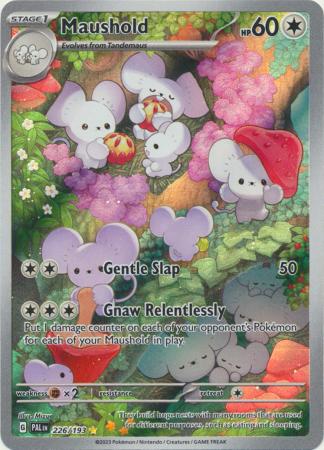 STAGE 1 Maushold HP 60
Evolves from Tandemaus
Gentle Slap 50
Gnaw Relentlessly
Put 1 damage counter on each of your opponent's Pokémon
for each of your Maushold in play.
weakness ×2 resistance retreat
Illus.
G PAL EN 226/193
They build huge nests with many rooms that are used
for different purposes, such as eating and sleeping.
©2023 Pokémon / Nintendo / Creatures / GAME FREAK